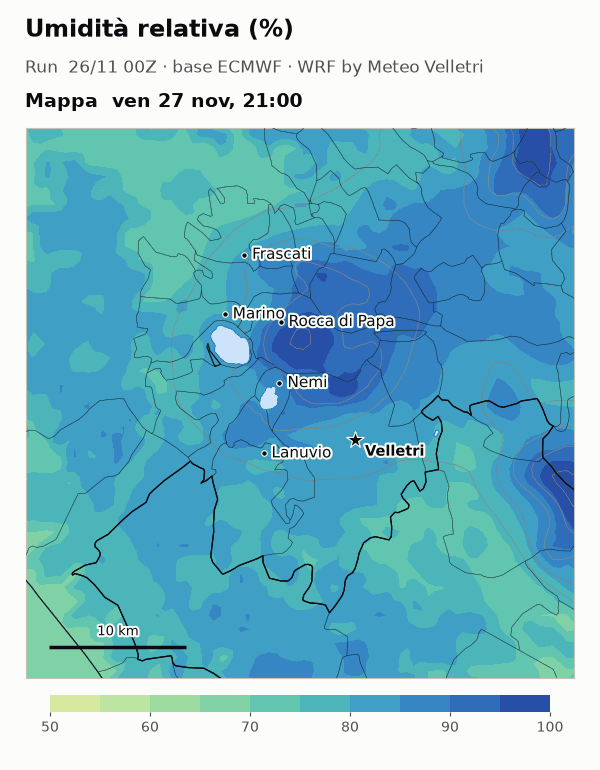 Umidità relativa (%)
Run  26/11 00Z · base ECMWF · WRF by Meteo Velletri
Mappa  ven 27 nov, 21:00
Frascati
Marino
Rocca di Papa
Nemi
Velletri
Lanuvio
10 km
50 60 70 80 90 100